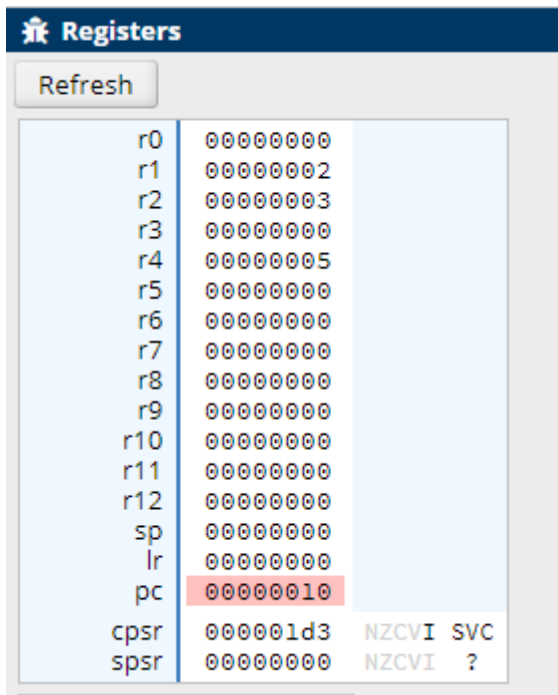 Registers
Refresh
r0 00000000
r1 00000002
r2 00000003
r3 00000000
r4 00000005
r5 00000000
r6 00000000
r7 00000000
r8 00000000
r9 00000000
r10 00000000
r11 00000000
r12 00000000
sp 00000000
lr 00000000
pc 00000010
cpsr 000001d3 NZCVI SVC
spsr 00000000 NZCVI ?